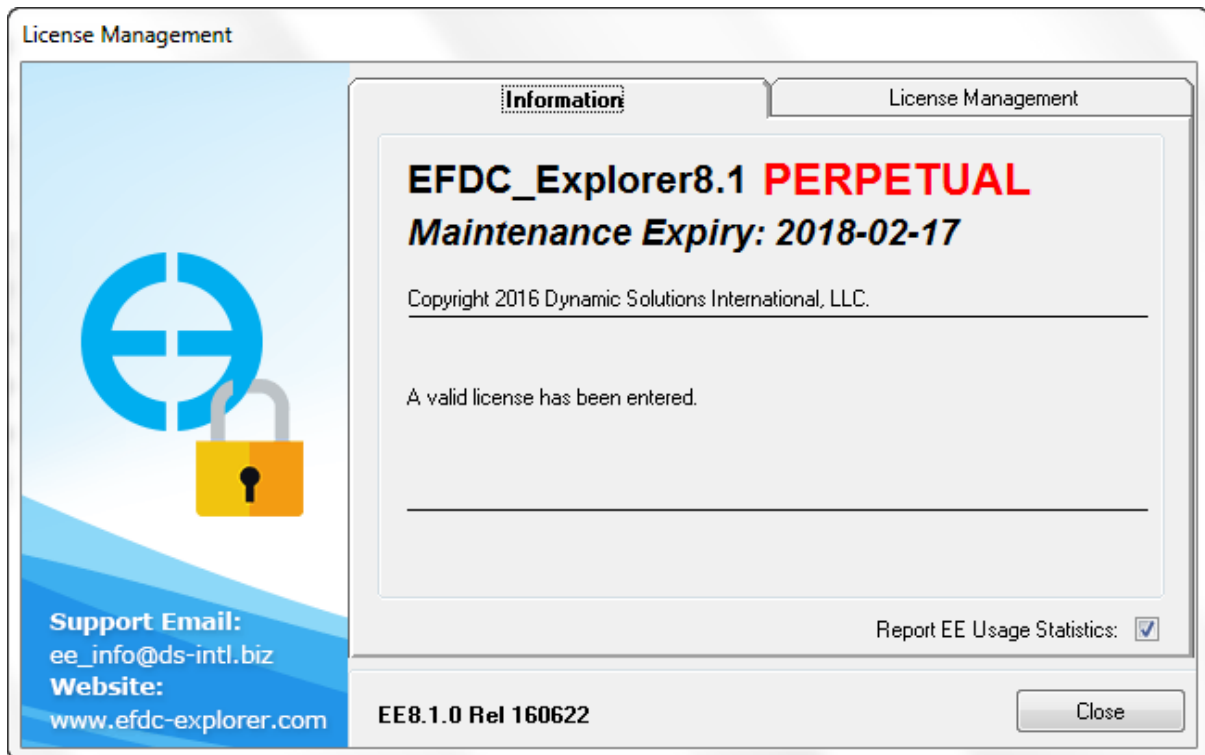 License Management
Information
License Management
EFDC_Explorer8.1 PERPETUAL
Maintenance Expiry: 2018-02-17
Copyright 2016 Dynamic Solutions International, LLC.
A valid license has been entered.
Report EE Usage Statistics:
Support Email:
ee_info@ds-intl.biz
Website:
www.efdc-explorer.com
EE8.1.0 Rel 160622
Close